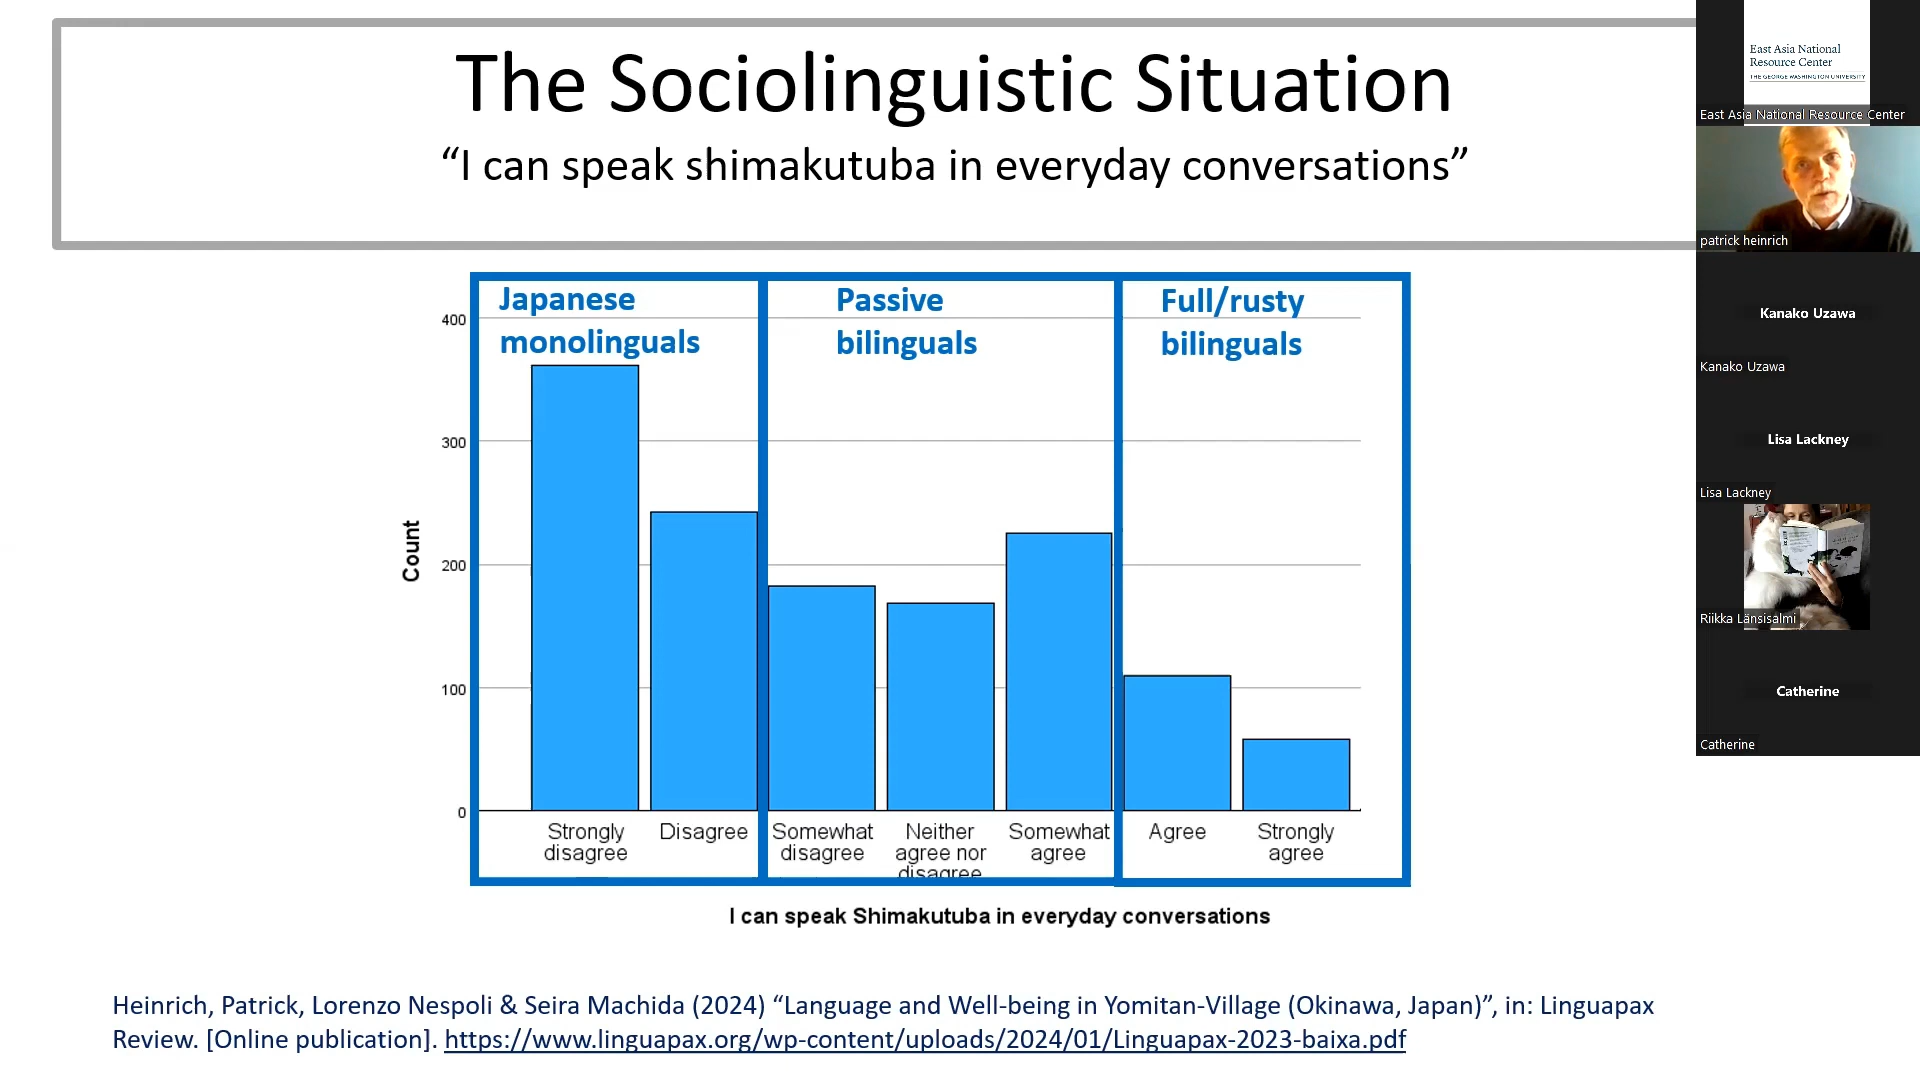 The Sociolinguistic Situation
“I can speak shimakutuba in everyday conversations”
Japanese
monolinguals
Passive
bilinguals
Full/rusty
bilinguals
400
300
200
100
0
Count
Strongly
disagree
Disagree
Somewhat
disagree
Neither
agree nor
disagree
Somewhat
agree
Agree
Strongly
agree
I can speak Shimakutuba in everyday conversations
Heinrich, Patrick, Lorenzo Nespoli & Seira Machida (2024) “Language and Well-being in Yomitan-Village (Okinawa, Japan)”, in: Linguapax
Review. [Online publication]. https://www.linguapax.org/wp-content/uploads/2024/01/Linguapax-2023-baixa.pdf
East Asia National
Resource Center
THE GEORGE WASHINGTON UNIVERSITY
East Asia National Resource Center
patrick heinrich
Kanako Uzawa
Kanako Uzawa
Lisa Lackney
Lisa Lackney
Riikka Länsisalmi
Catherine
Catherine